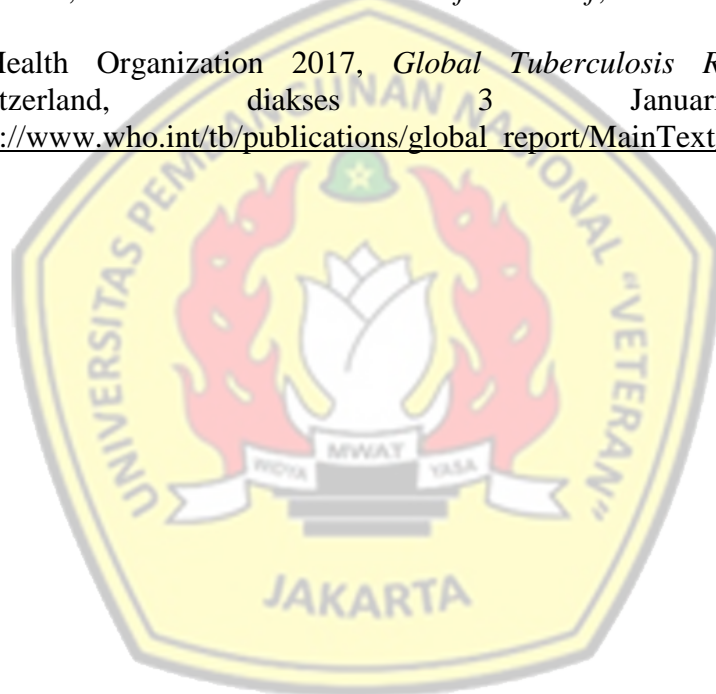 Health Organization 2017, Global Tuberculosis R
tzerland, diakses 3 Januari
://www.who.int/tb/publications/global_report/MainText
UNIVERSITAS PEMBANGUNAN NASIONAL "VETERAN"
WIDYA MWAT YASA
JAKARTA